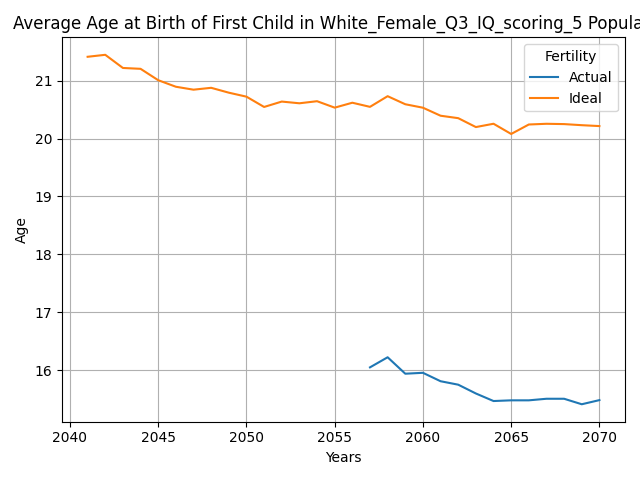 Average Age at Birth of First Child in White_Female_Q3_IQ_scoring_5 Popula
Fertility
Actual
Ideal
21
20
19
18
17
16
Age
2040 2045 2050 2055 2060 2065 2070
Years